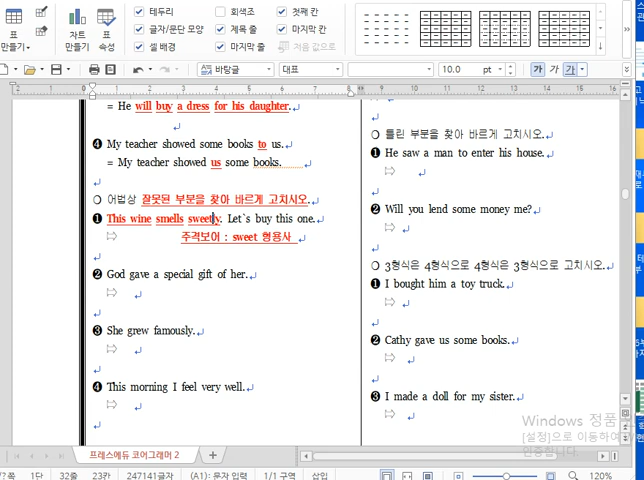 표
만들기
테두리
회색조
첫째 칸
글자/문단 모양
제목 줄
마지막 칸
셀 배경
마지막 줄
처음 값으로
차트
만들기
표
속성
바탕글
대표
10.0 pt
가 가 가
= He will buy a dress for his daughter.
❹ My teacher showed some books to us.
= My teacher showed us some books.
○ 어법상 잘못된 부분을 찾아 바르게 고치시오.
❶ This wine smells sweetly. Let`s buy this one.
⇨ 주격보어 : sweet 형용사
❷ God gave a special gift of her.
⇨
❸ She grew famously.
⇨
❹ This morning I feel very well.
⇨
○ 틀린 부분을 찾아 바르게 고치시오.
❶ He saw a man to enter his house.
⇨
❷ Will you lend some money me?
⇨
○ 3형식은 4형식으로 4형식은 3형식으로 고치시오.
❶ I bought him a toy truck.
⇨
❷ Cathy gave us some books.
⇨
❸ I made a doll for my sister.
⇨
Windows 정품
[설정]으로 이동하여
인증합니다.
프레스에듀 코어그래머 2
/?쪽 1단 32줄 23칸 247141글자 (A1): 문자 입력 1/1 구역 삽입 120%